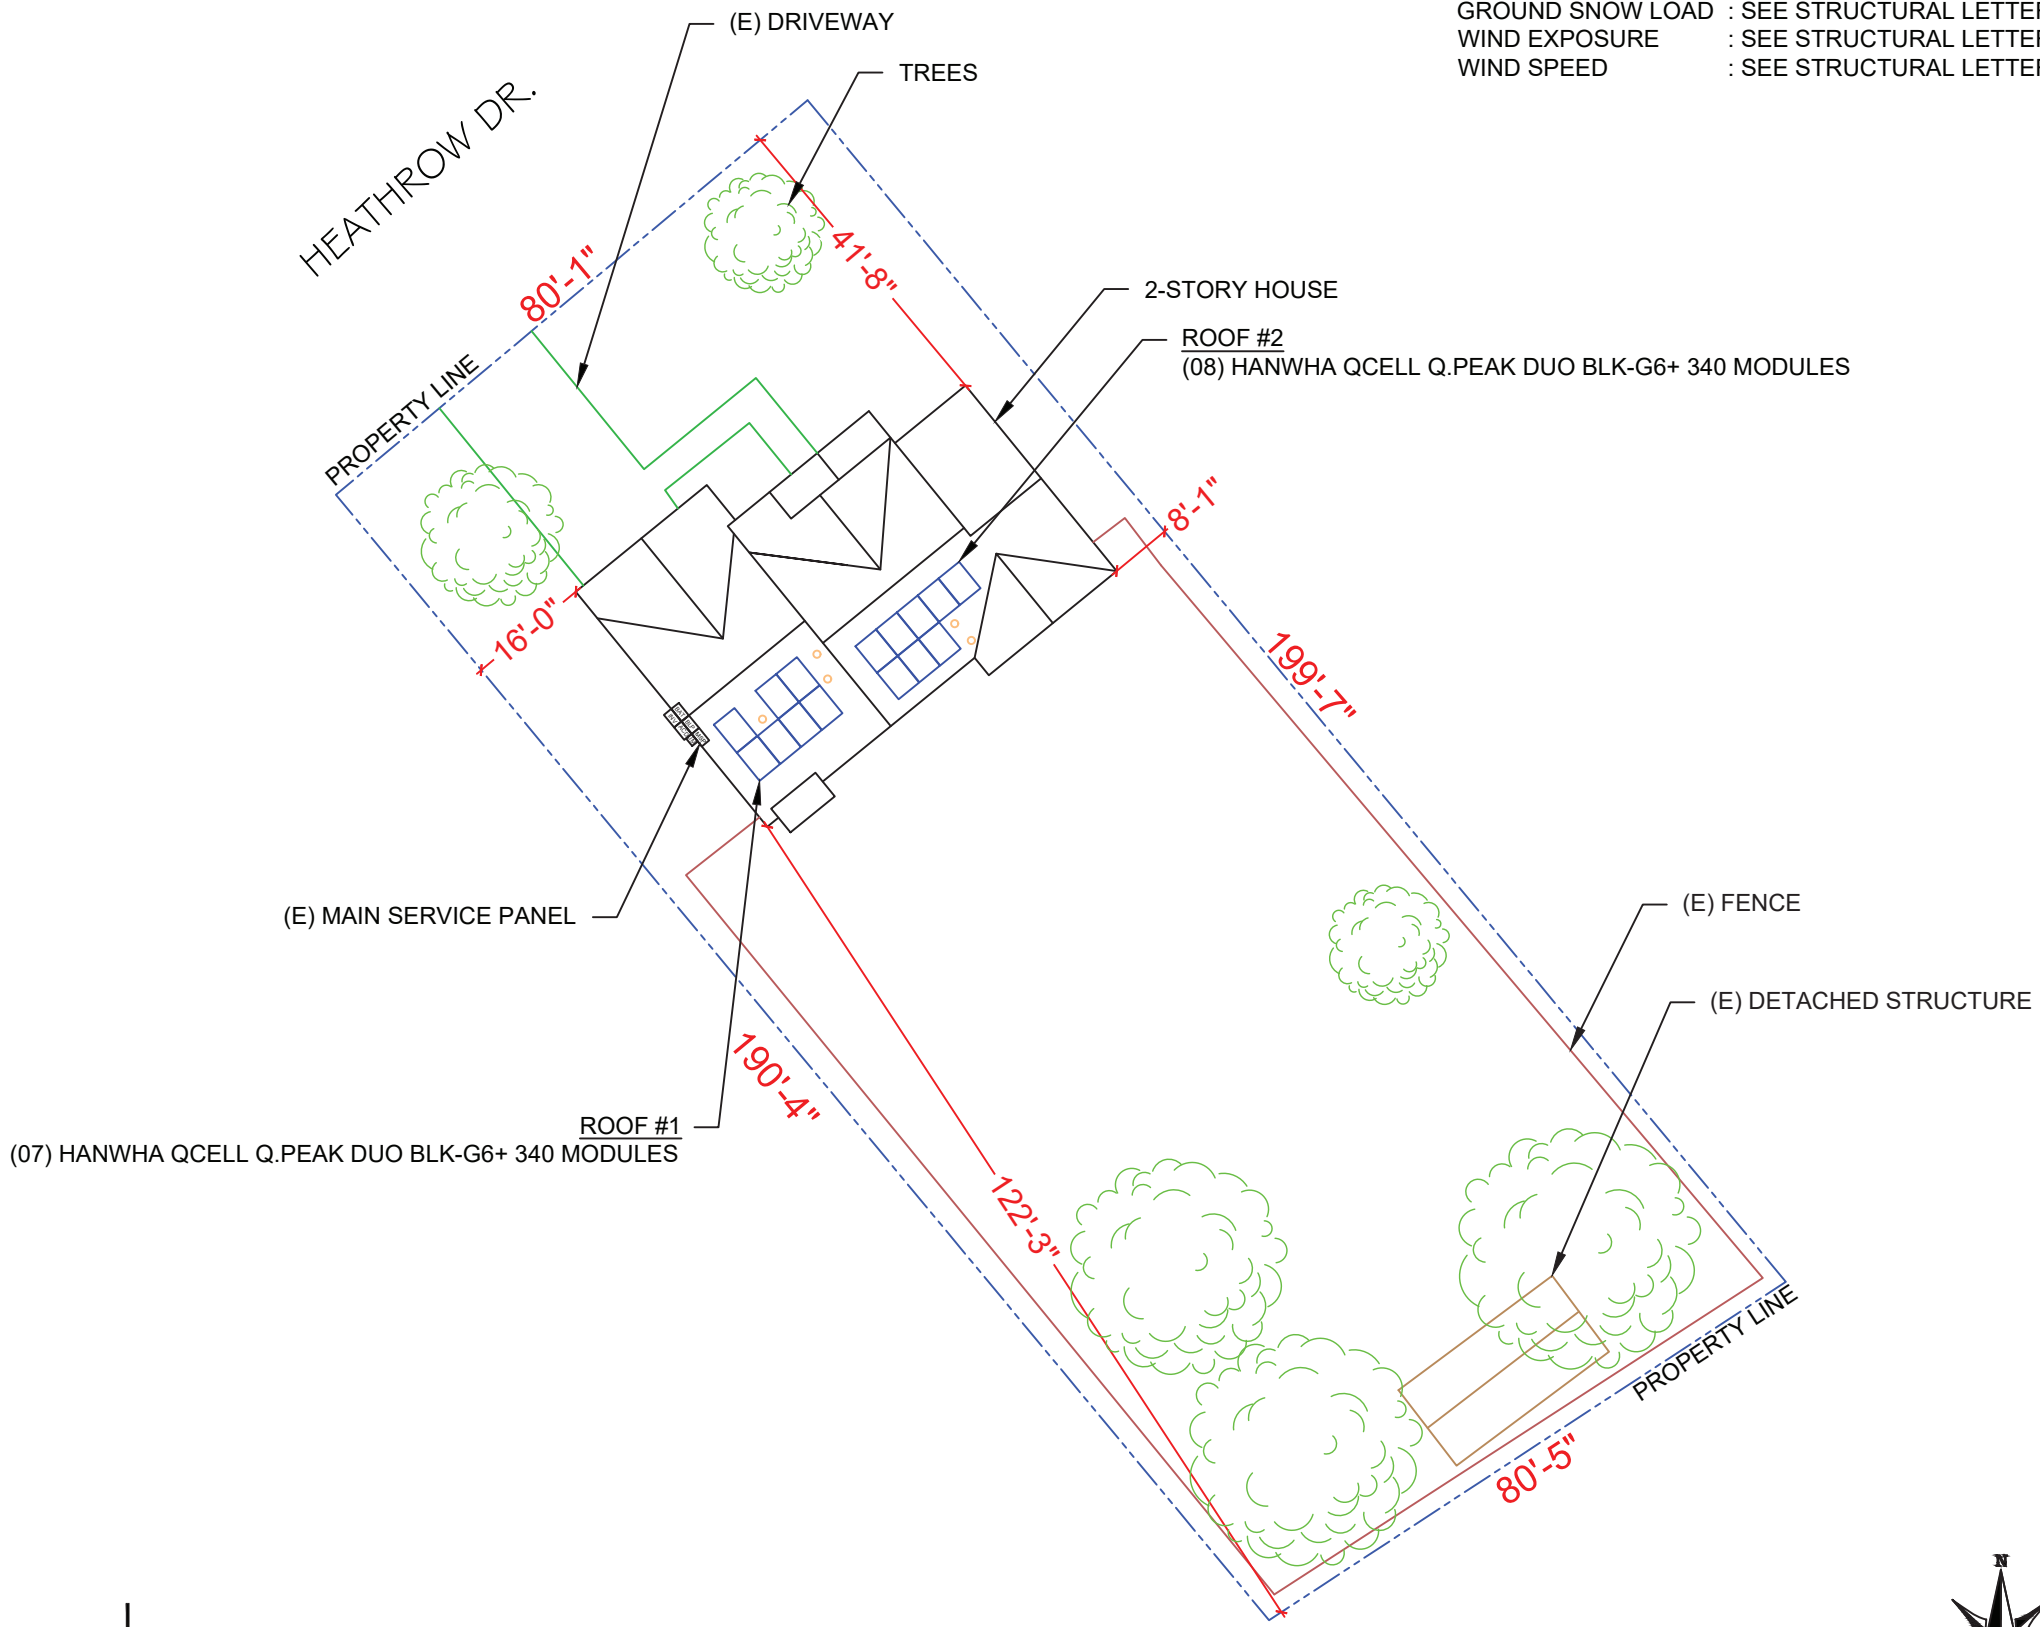 (E) DRIVEWAY
TREES
GROUND SNOW LOAD : SEE STRUCTURAL LETTER
WIND EXPOSURE : SEE STRUCTURAL LETTER
WIND SPEED : SEE STRUCTURAL LETTER
HEATHROW DR.
80'-1"
41'-8"
2-STORY HOUSE
ROOF #2
(08) HANWHA QCELL Q.PEAK DUO BLK-G6+ 340 MODULES
PROPERTY LINE
8'-1"
16'-0"
199'-7"
(E) MAIN SERVICE PANEL
(E) FENCE
(E) DETACHED STRUCTURE
190'-4"
ROOF #1
(07) HANWHA QCELL Q.PEAK DUO BLK-G6+ 340 MODULES
122'-3"
PROPERTY LINE
80'-5"
N